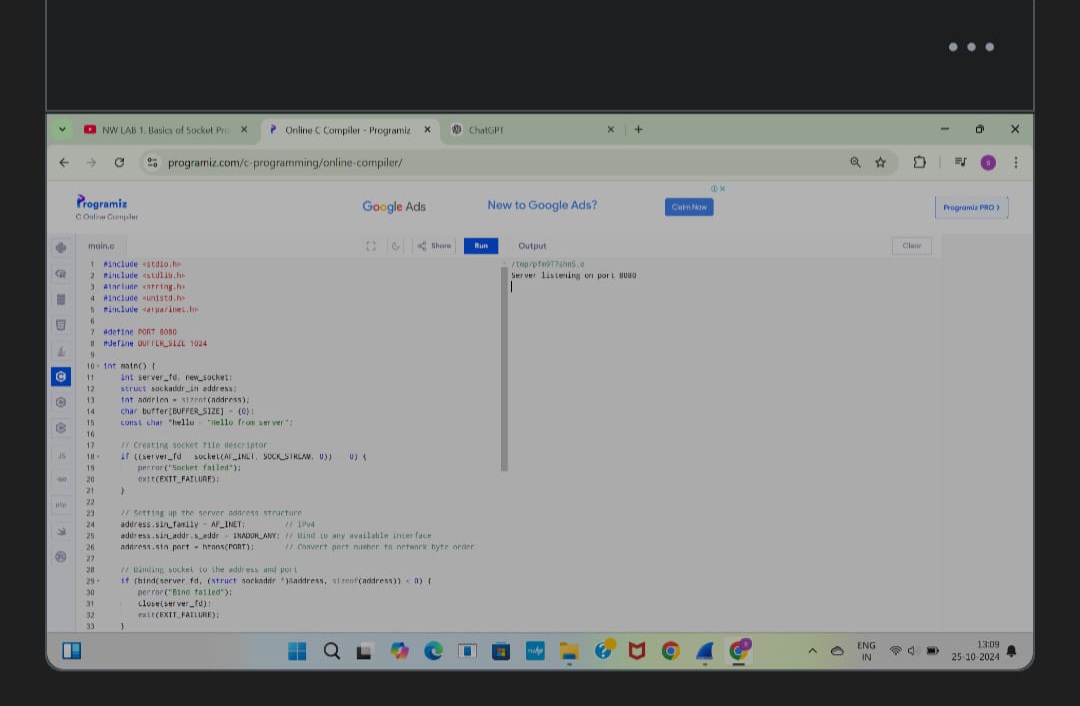 NW LAB 1. Basics of Socket Pro
Online C Compiler - Programiz
ChatGPT
programiz.com/c-programming/online-compiler/
Programiz
C Online Compiler
Google Ads
New to Google Ads?
Programiz PRO >
main.c
Share
Run
Output
Clear
1 #include <stdio.h>
2 #include <stdlib.h>
3 #include <string.h>
4 #include <unistd.h>
5 #include <arpa/inet.h>
6
7 #define PORT 8080
8 #define BUFFER_SIZE 1024
9
10 int main() {
11 int server_fd, new_socket;
12 struct sockaddr_in address;
13 int addrlen = sizeof(address);
14 char buffer[BUFFER_SIZE] = {0};
15 const char *hello = "Hello from server";
16
17 // Creating socket file descriptor
18 if ((server_fd = socket(AF_INET, SOCK_STREAM, 0)) == 0) {
19 perror("Socket failed");
20 exit(EXIT_FAILURE);
21 }
22
23 // Setting up the server address structure
24 address.sin_family = AF_INET; // IPv4
25 address.sin_addr.s_addr = INADDR_ANY; // Bind to any available interface
26 address.sin_port = htons(PORT); // Convert port number to network byte order
27
28 // Binding socket to the address and port
29 if (bind(server_fd, (struct sockaddr *)&address, sizeof(address)) < 0) {
30 perror("Bind failed");
31 close(server_fd);
32 exit(EXIT_FAILURE);
33 }
Server listening on port 8080
JS
GO
php
ENG
IN
13:09
25-10-2024